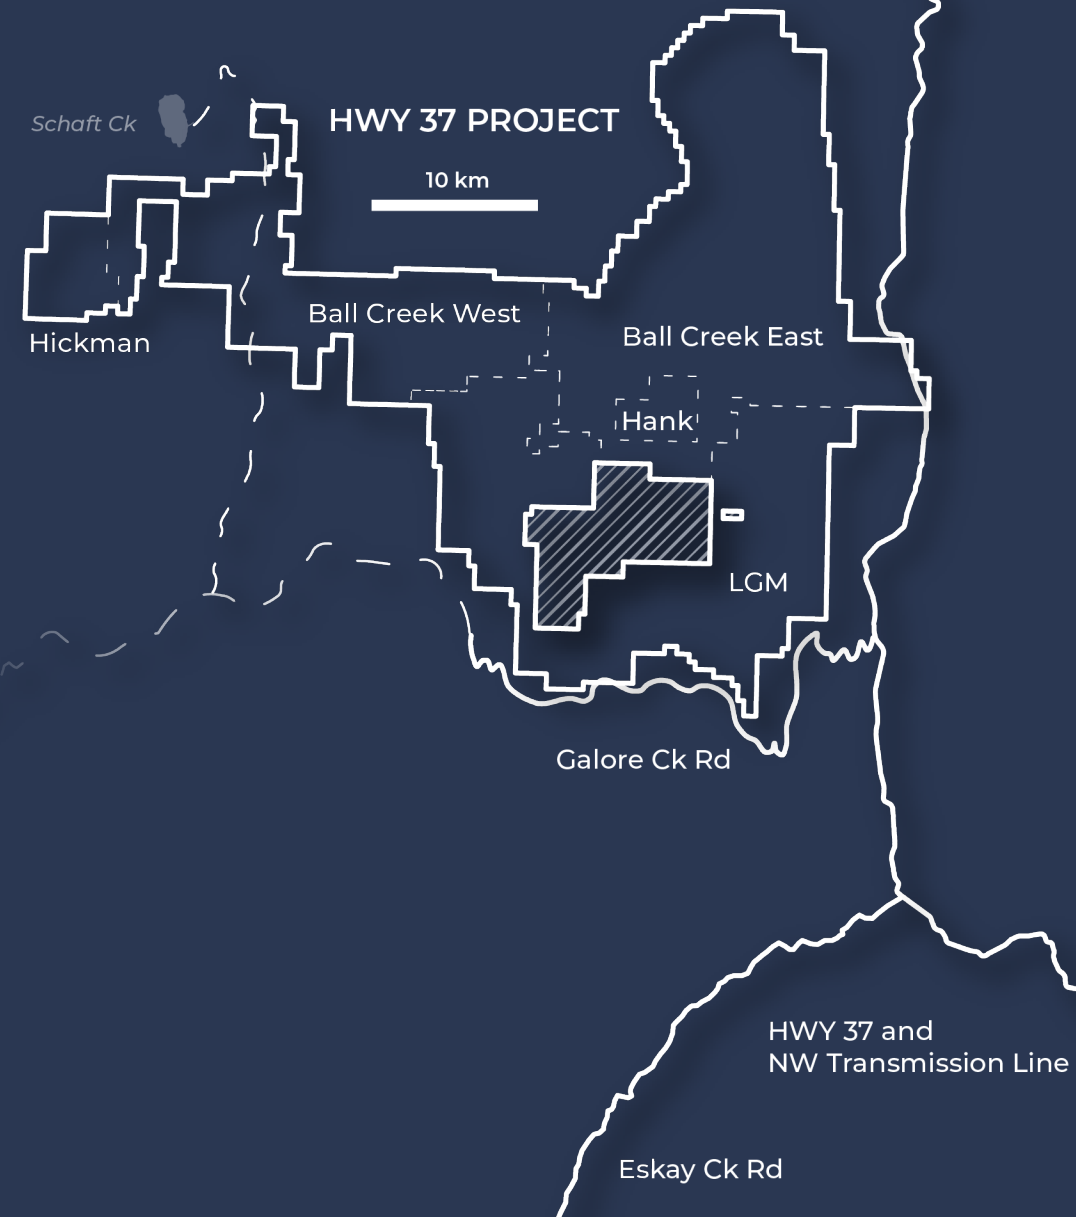 Schaft Ck
HWY 37 PROJECT
10 km
Ball Creek West
Hickman
Ball Creek East
Hank
LGM
Galore Ck Rd
HWY 37 and
NW Transmission Line
Eskay Ck Rd